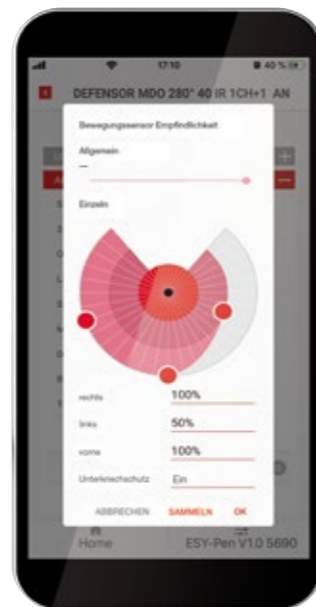 17:10
40 %
DEFENSOR MDO 280° 40 IR 1CH+1 AN
Bewegungssensor Empfindlichkeit
Allgemein
Einzeln
rechts 100%
links 50%
vorne 100%
Unterkriechschutz Ein
ABBRECHEN SAMMELN OK
Home ESY-Pen V1.0 5690